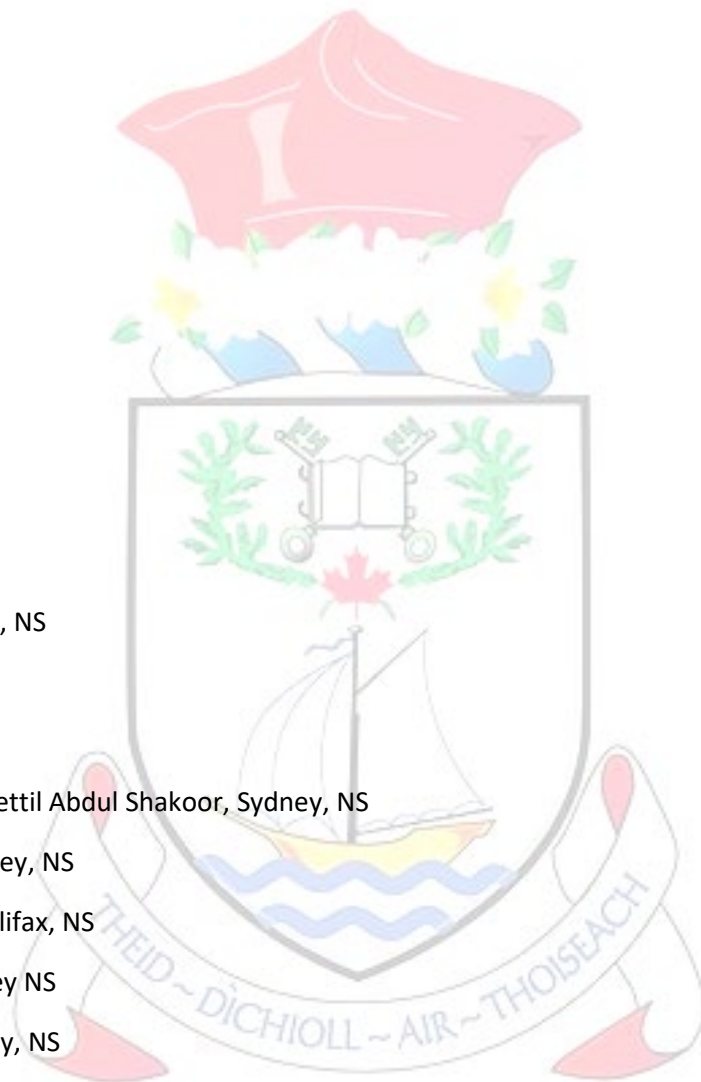 , NS
ettil Abdul Shakoor, Sydney, NS
ey, NS
lifax, NS
ey NS
y, NS
THEID ~ DÌCHIOLL ~ AIR ~ THOISEACH